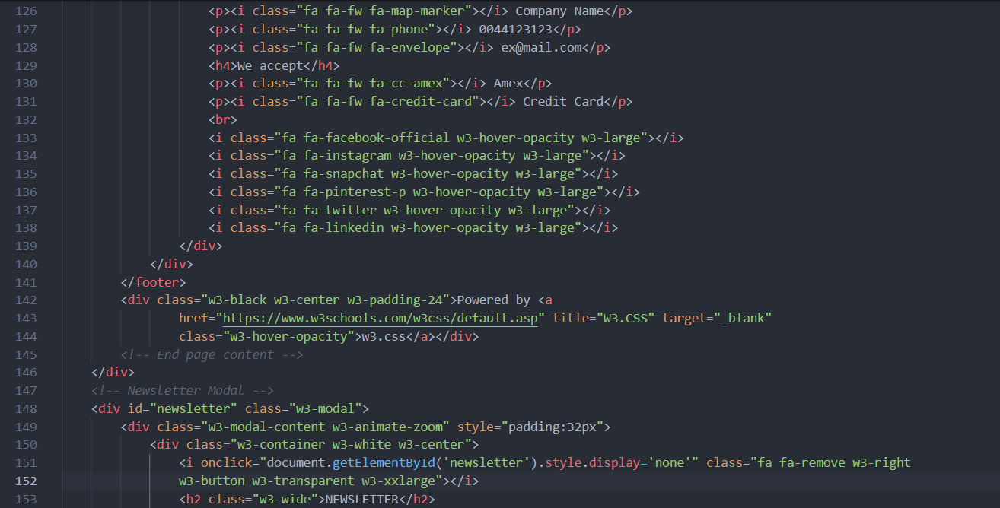 126 <p><i class="fa fa-fw fa-map-marker"></i> Company Name</p>
127 <p><i class="fa fa-fw fa-phone"></i> 0044123123</p>
128 <p><i class="fa fa-fw fa-envelope"></i> ex@mail.com</p>
129 <h4>We accept</h4>
130 <p><i class="fa fa-fw fa-cc-amex"></i> Amex</p>
131 <p><i class="fa fa-fw fa-credit-card"></i> Credit Card</p>
132 <br>
133 <i class="fa fa-facebook-official w3-hover-opacity w3-large"></i>
134 <i class="fa fa-instagram w3-hover-opacity w3-large"></i>
135 <i class="fa fa-snapchat w3-hover-opacity w3-large"></i>
136 <i class="fa fa-pinterest-p w3-hover-opacity w3-large"></i>
137 <i class="fa fa-twitter w3-hover-opacity w3-large"></i>
138 <i class="fa fa-linkedin w3-hover-opacity w3-large"></i>
139 </div>
140 </div>
141 </footer>
142 <div class="w3-black w3-center w3-padding-24">Powered by <a
143 href="https://www.w3schools.com/w3css/default.asp" title="W3.CSS" target="_blank"
144 class="w3-hover-opacity">w3.css</a></div>
145 <!-- End page content -->
146 </div>
147 <!-- Newsletter Modal -->
148 <div id="newsletter" class="w3-modal">
149 <div class="w3-modal-content w3-animate-zoom" style="padding:32px">
150 <div class="w3-container w3-white w3-center">
151 <i onclick="document.getElementById('newsletter').style.display='none'" class="fa fa-remove w3-right
152 w3-button w3-transparent w3-xxlarge"></i>
153 <h2 class="w3-wide">NEWSLETTER</h2>